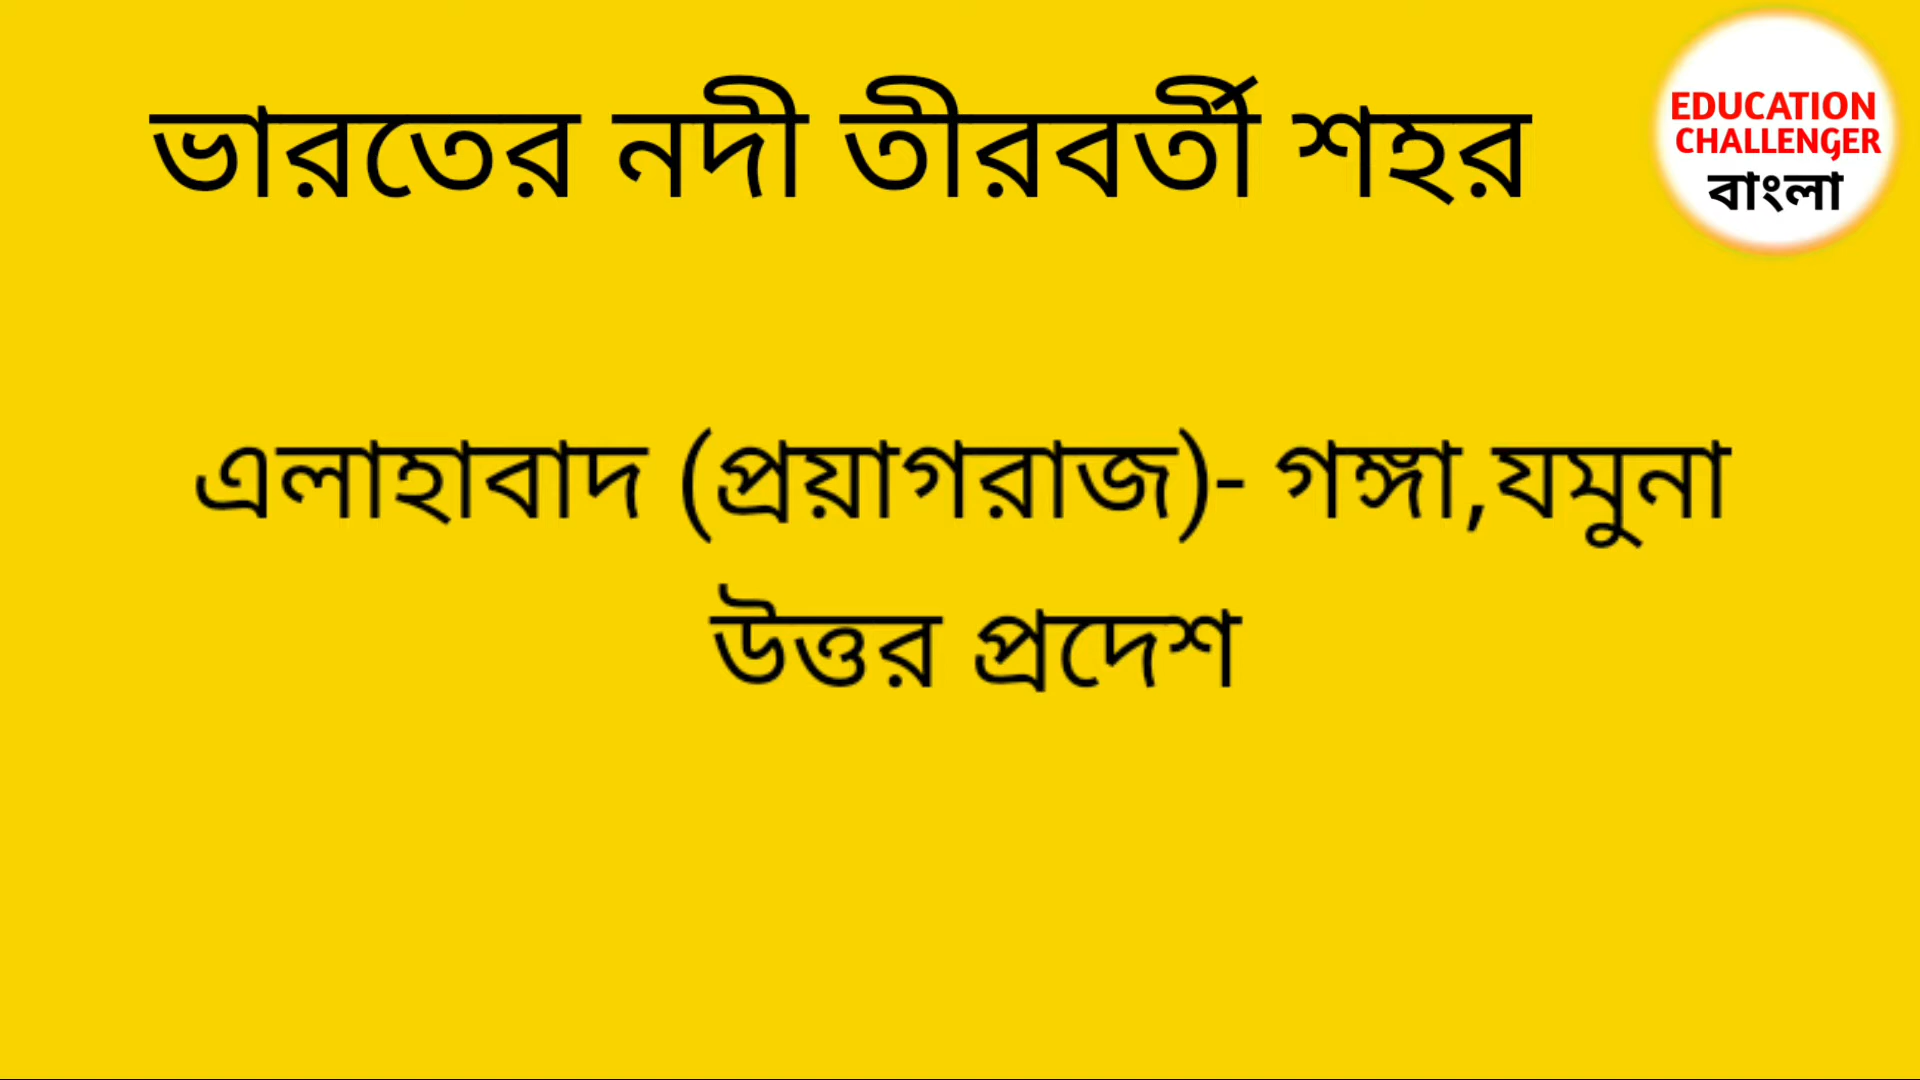 ভারতের নদী তীরবর্তী শহর
EDUCATION
CHALLENGER
বাংলা
এলাহাবাদ (প্রয়াগরাজ)- গঙ্গা,যমুনা
উত্তর প্রদেশ